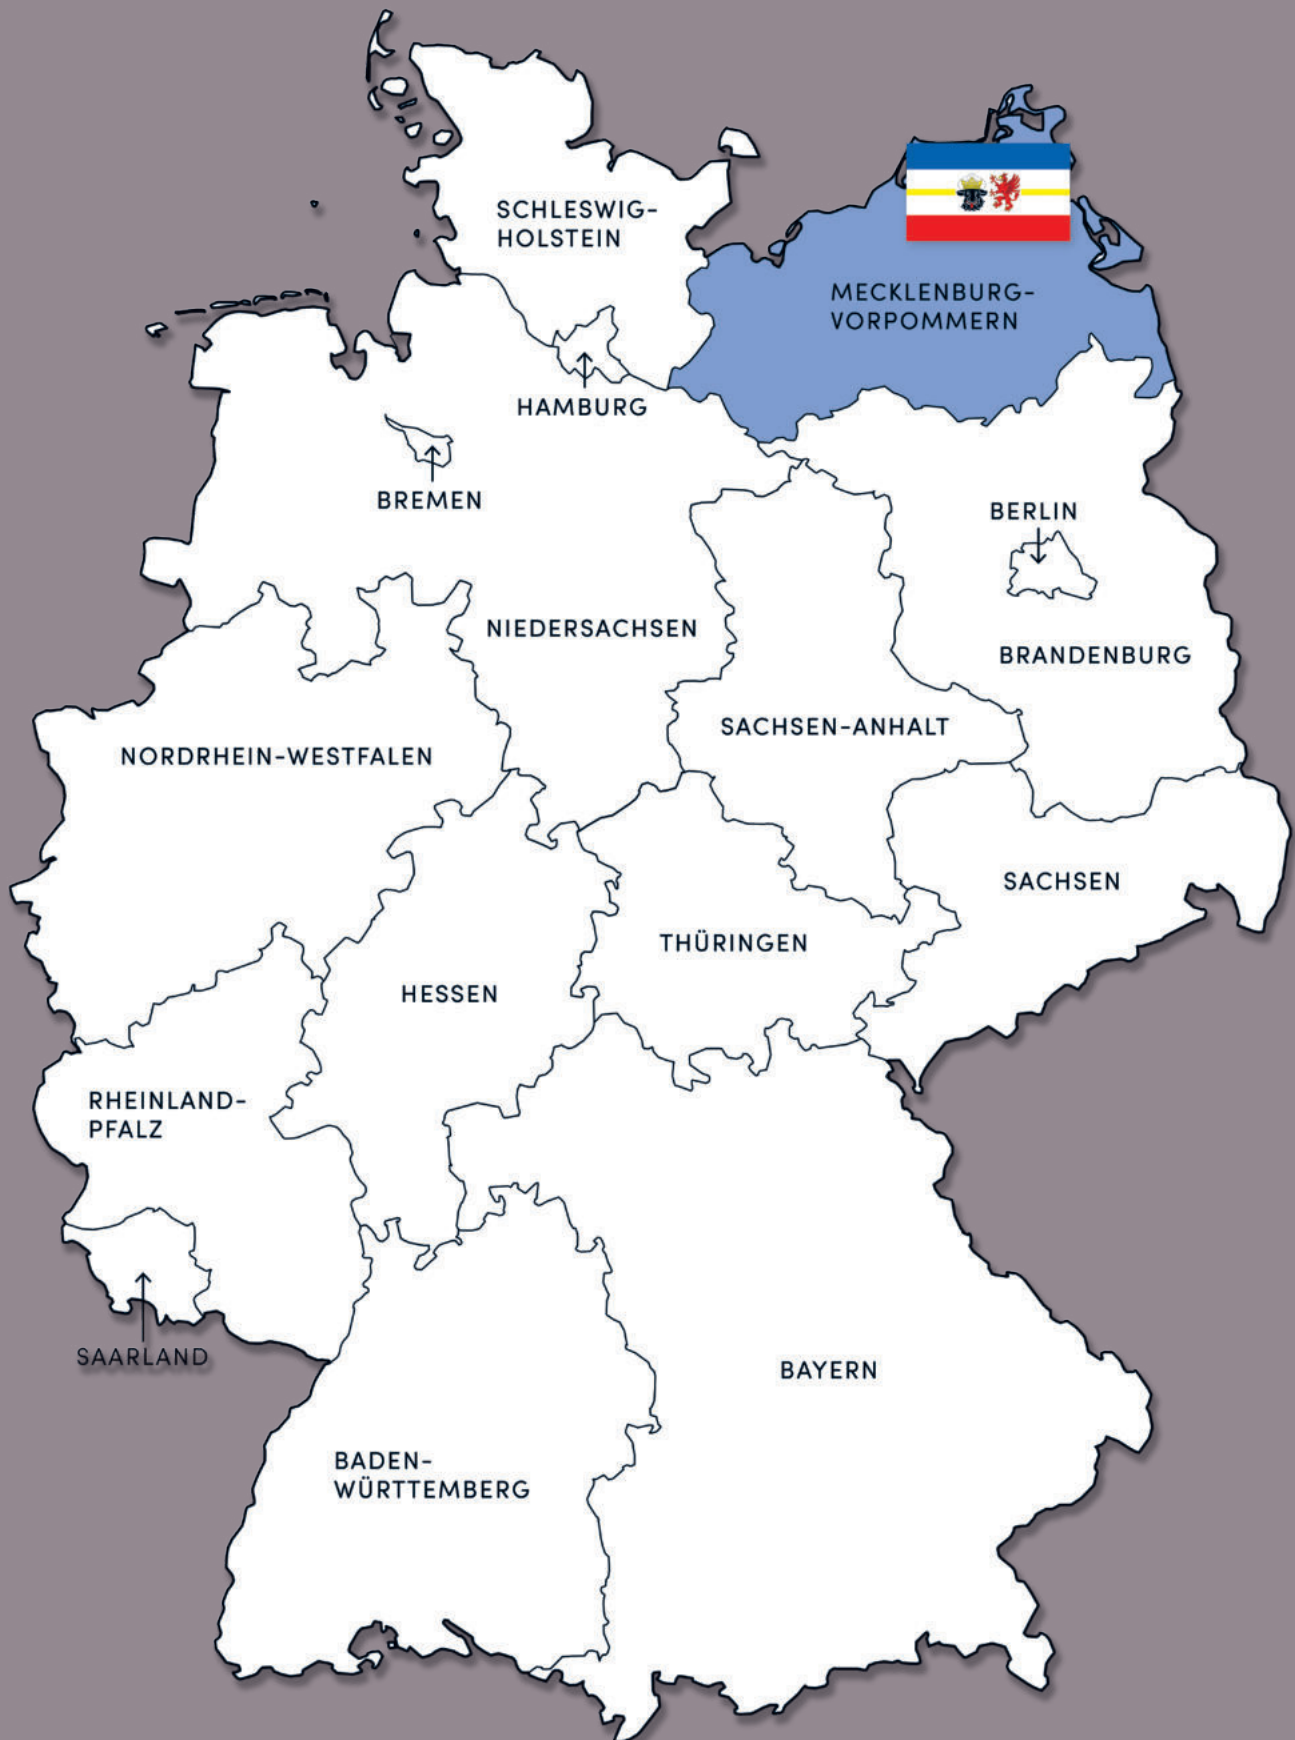 SCHLESWIG-
HOLSTEIN
MECKLENBURG-
VORPOMMERN
HAMBURG
BREMEN
BERLIN
NIEDERSACHSEN
BRANDENBURG
SACHSEN-ANHALT
NORDRHEIN-WESTFALEN
SACHSEN
THÜRINGEN
HESSEN
RHEINLAND-
PFALZ
SAARLAND
BAYERN
BADEN-
WÜRTTEMBERG